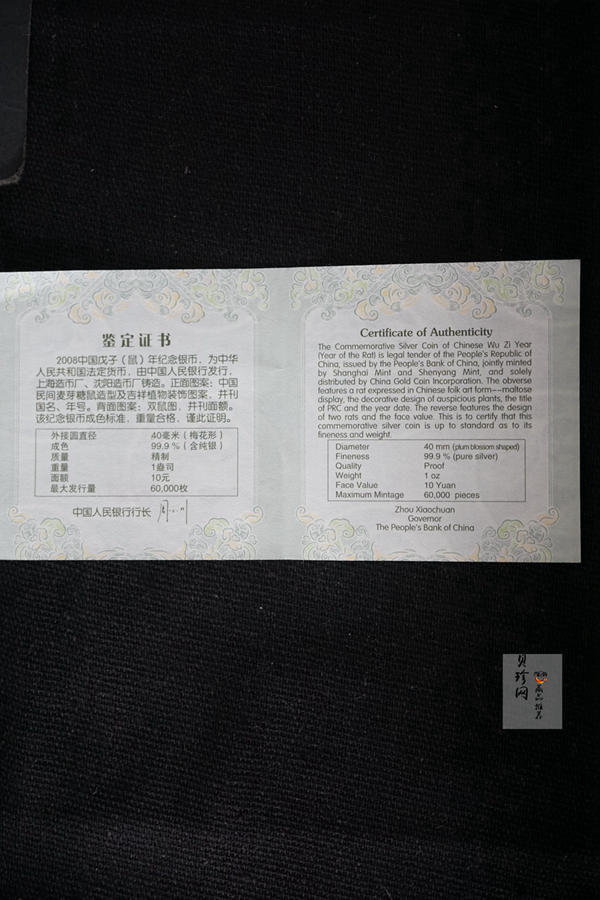 鉴定证书
2008中国戊子（鼠）年纪念银币，为中华
人民共和国法定货币，由中国人民银行发行，
上海造币厂、沈阳造币厂铸造。正面图案：中国
民间麦芽糖鼠造型及吉祥植物装饰图案，并刊
国名、年号。背面图案：双鼠图，并刊面额。
该纪念银币成色标准，重量合格，谨此证明。
外接圆直径 40毫米（梅花形）
成色 99.9％（含纯银）
质量 精制
重量 1盎司
面额 10元
最大发行量 60,000枚
中国人民银行行长
Certificate of Authenticity
The Commemorative Silver Coin of Chinese Wu Zi Year
(Year of the Rat) is legal tender of the People's Republic of
China, issued by the People's Bank of China, jointly minted
by Shanghai Mint and Shenyang Mint, and solely
distributed by China Gold Coin Incorporation. The obverse
features a rat expressed in Chinese folk art form--maltose
display, the decorative design of auspicious plants, the title
of PRC and the year date. The reverse features the design
of two rats and the face value. This is to certify that this
commemorative silver coin is up to standard as to its
fineness and weight.
Diameter 40 mm (plum blossom shaped)
Fineness 99.9 % (pure silver)
Quality Proof
Weight 1 oz
Face Value 10 Yuan
Maximum Mintage 60,000 pieces
Zhou Xiaochuan
Governor
The People's Bank of China
贝珍网
藏品推荐